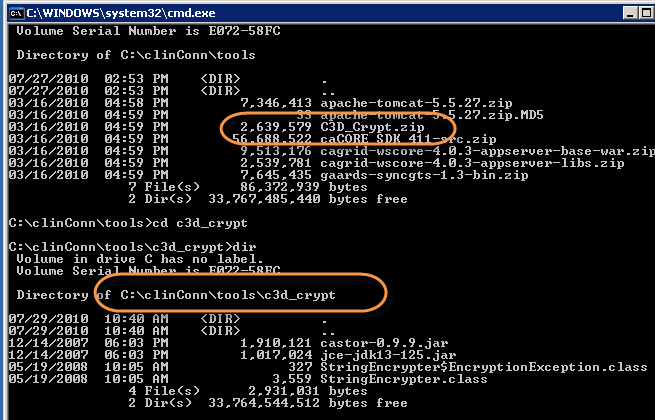 C:\WINDOWS\system32\cmd.exe
Volume Serial Number is E072-58FC
Directory of C:\clinConn\tools
07/27/2010 02:53 PM <DIR> .
07/27/2010 02:53 PM <DIR> ..
03/16/2010 04:58 PM 7,346,413 apache-tomcat-5.5.27.zip
03/16/2010 04:59 PM 33 apache-tomcat-5.5.27.zip.MD5
03/16/2010 04:59 PM 2,639,579 C3D_Crypt.zip
03/16/2010 04:59 PM 56,688,522 caCORE_SDK_411-src.zip
03/16/2010 04:59 PM 9,513,176 cagrid-wscore-4.0.3-appserver-base-war.zip
03/16/2010 04:59 PM 2,539,781 cagrid-wscore-4.0.3-appserver-libs.zip
03/16/2010 04:59 PM 7,645,435 gaards-syncgts-1.3-bin.zip
7 File(s) 86,372,939 bytes
2 Dir(s) 33,767,485,440 bytes free
C:\clinConn\tools>cd c3d_crypt
C:\clinConn\tools\c3d_crypt>dir
Volume in drive C has no label.
Volume Serial Number is E072-58FC
Directory of C:\clinConn\tools\c3d_crypt
07/29/2010 10:40 AM <DIR> .
07/29/2010 10:40 AM <DIR> ..
12/14/2007 06:03 PM 1,910,121 castor-0.9.9.jar
12/14/2007 06:03 PM 1,017,024 jce-jdk13-125.jar
05/19/2008 10:05 AM 327 StringEncrypter$EncryptionException.class
05/19/2008 10:05 AM 3,559 StringEncrypter.class
4 File(s) 2,931,031 bytes
2 Dir(s) 33,764,544,512 bytes free